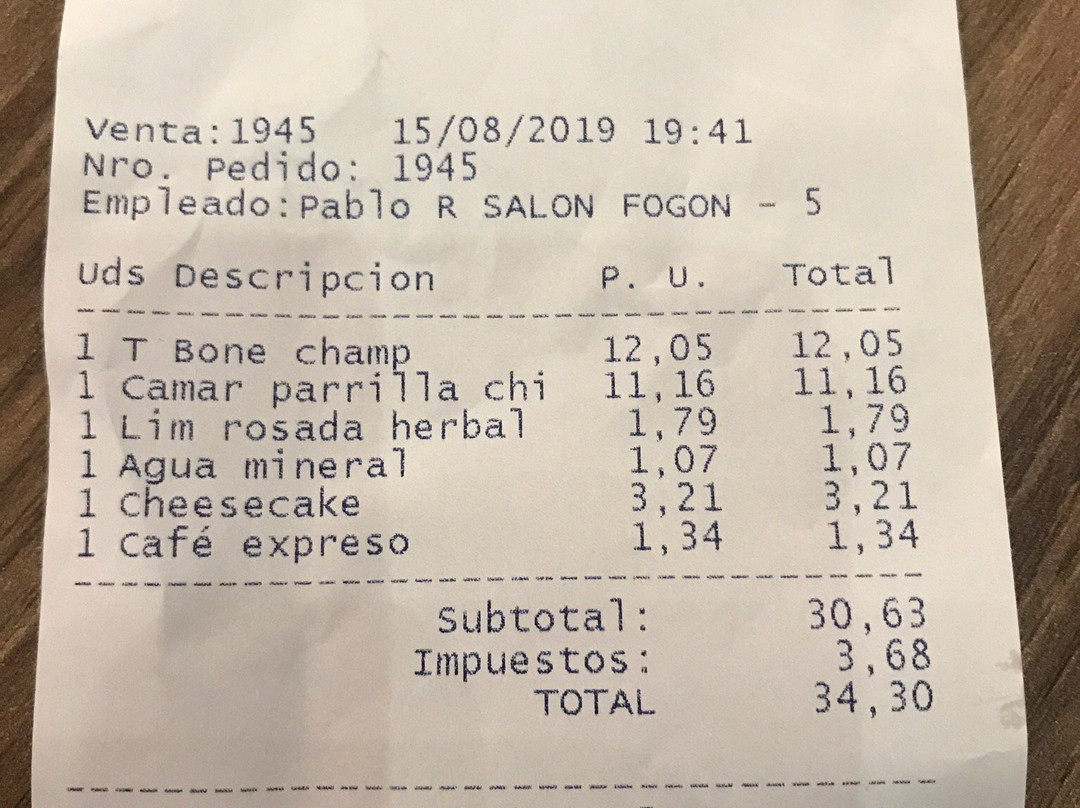 Venta:1945 15/08/2019 19:41
Nro. Pedido: 1945
Empleado:Pablo R SALON FOGON - 5
Uds Descripcion P. U. Total
1 T Bone champ 12,05 12,05
1 Camar parrilla chi 11,16 11,16
1 Lim rosada herbal 1,79 1,79
1 Agua mineral 1,07 1,07
1 Cheesecake 3,21 3,21
1 Café expreso 1,34 1,34
Subtotal: 30,63
Impuestos: 3,68
TOTAL 34,30